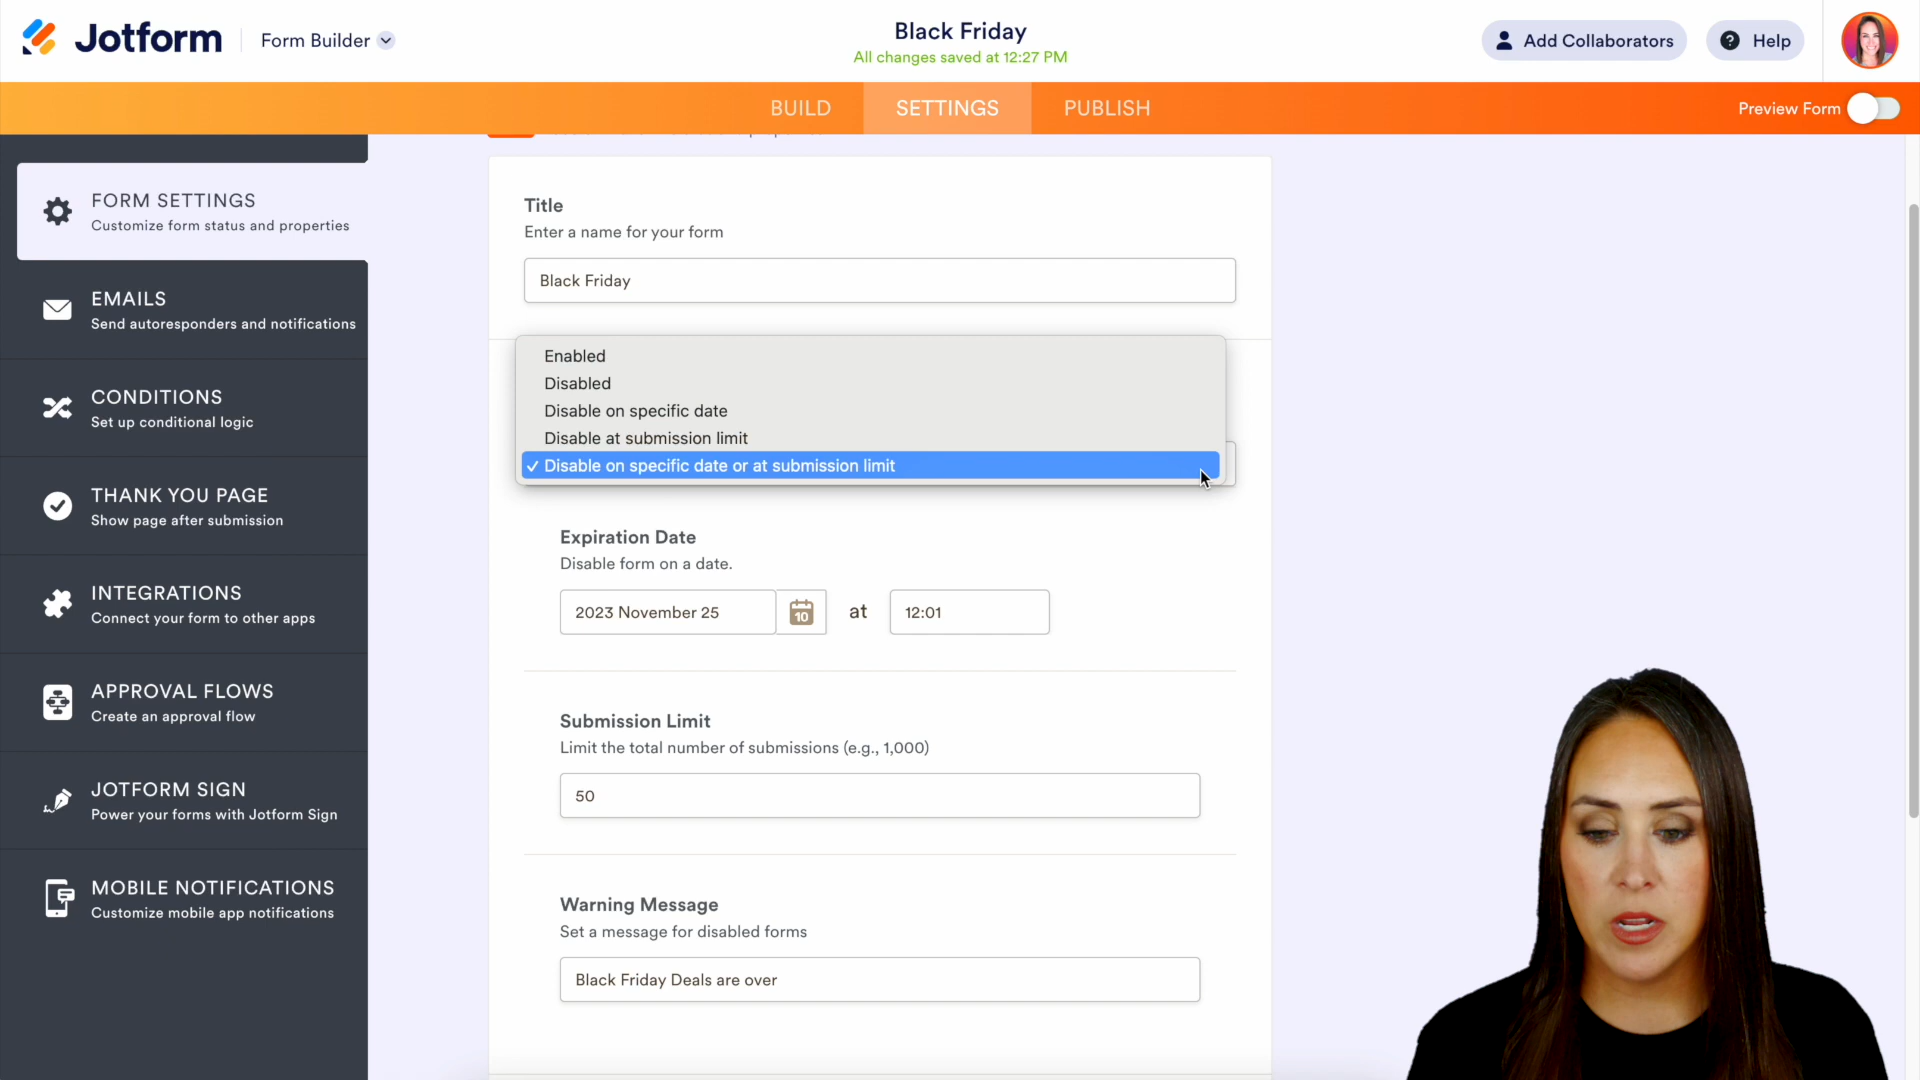 Jotform
Form Builder
Black Friday
All changes saved at 12:27 PM
Add Collaborators
Help
BUILD
SETTINGS
PUBLISH
Preview Form
FORM SETTINGS
Customize form status and properties
EMAILS
Send autoresponders and notifications
CONDITIONS
Set up conditional logic
THANK YOU PAGE
Show page after submission
INTEGRATIONS
Connect your form to other apps
APPROVAL FLOWS
Create an approval flow
JOTFORM SIGN
Power your forms with Jotform Sign
MOBILE NOTIFICATIONS
Customize mobile app notifications
Title
Enter a name for your form
Black Friday
Enabled
Disabled
Disable on specific date
Disable at submission limit
✓ Disable on specific date or at submission limit
Expiration Date
Disable form on a date.
2023 November 25
10
at
12:01
Submission Limit
Limit the total number of submissions (e.g., 1,000)
50
Warning Message
Set a message for disabled forms
Black Friday Deals are over